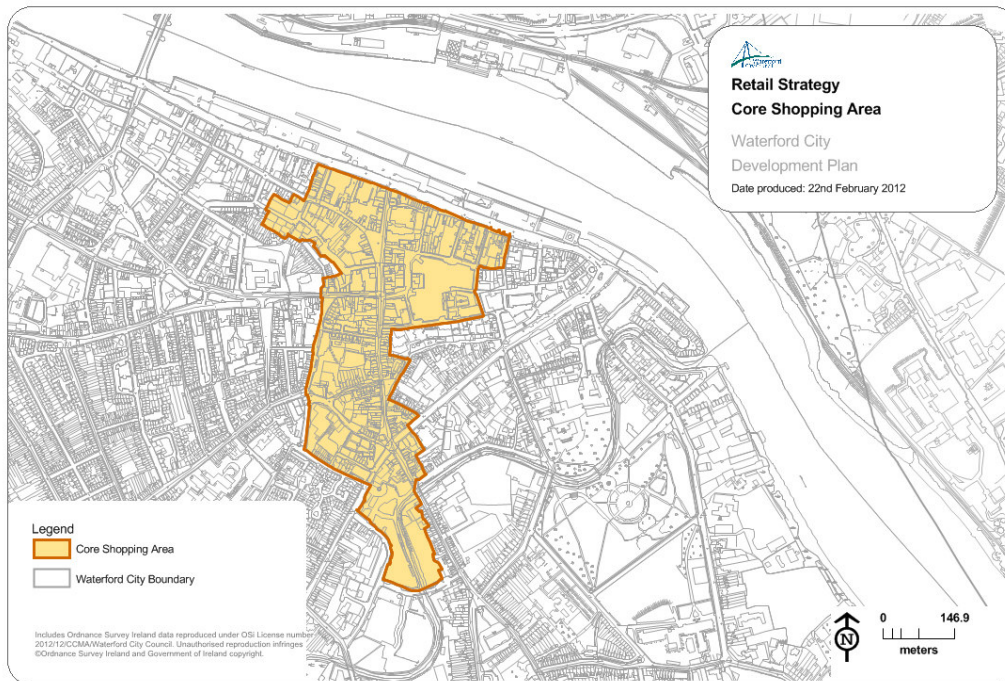 Waterford
Retail Strategy
Core Shopping Area
Waterford City
Development Plan
Date produced: 22nd February 2012
Legend
Core Shopping Area
Waterford City Boundary
Includes Ordnance Survey Ireland data reproduced under OSi License number
2012/12/CCMA/Waterford City Council. Unauthorised reproduction infringes
©Ordnance Survey Ireland and Government of Ireland copyright.
N
0 146.9
meters